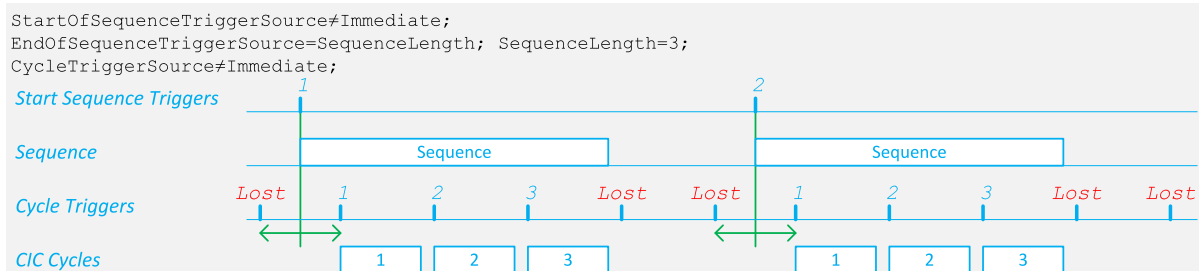 StartOfSequenceTriggerSource≠Immediate;
EndOfSequenceTriggerSource=SequenceLength; SequenceLength=3;
CycleTriggerSource≠Immediate;
1 2
Start Sequence Triggers
Sequence Sequence Sequence
Lost 1 2 3 Lost Lost 1 2 3 Lost Lost
Cycle Triggers
CIC Cycles 1 2 3 1 2 3